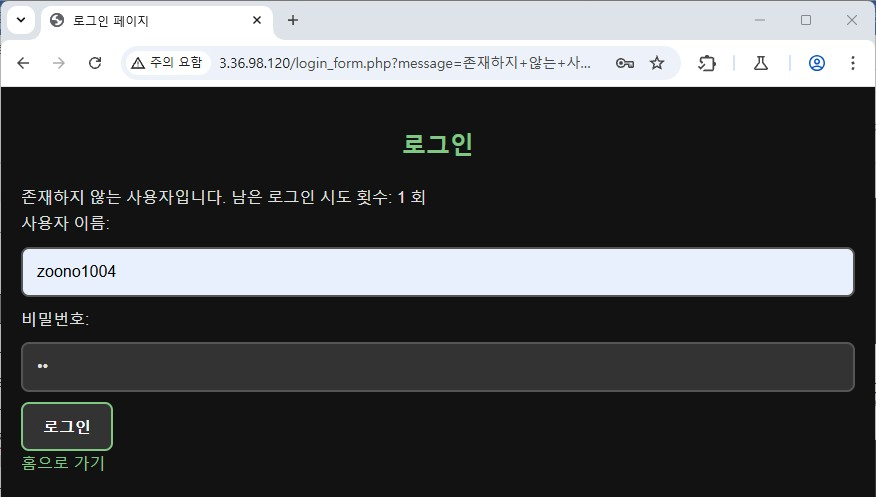 로그인 페이지
주의 요함 3.36.98.120/login_form.php?message=존재하지+않는+사...
로그인
존재하지 않는 사용자입니다. 남은 로그인 시도 횟수: 1 회
사용자 이름:
zoono1004
비밀번호:
••
로그인
홈으로 가기